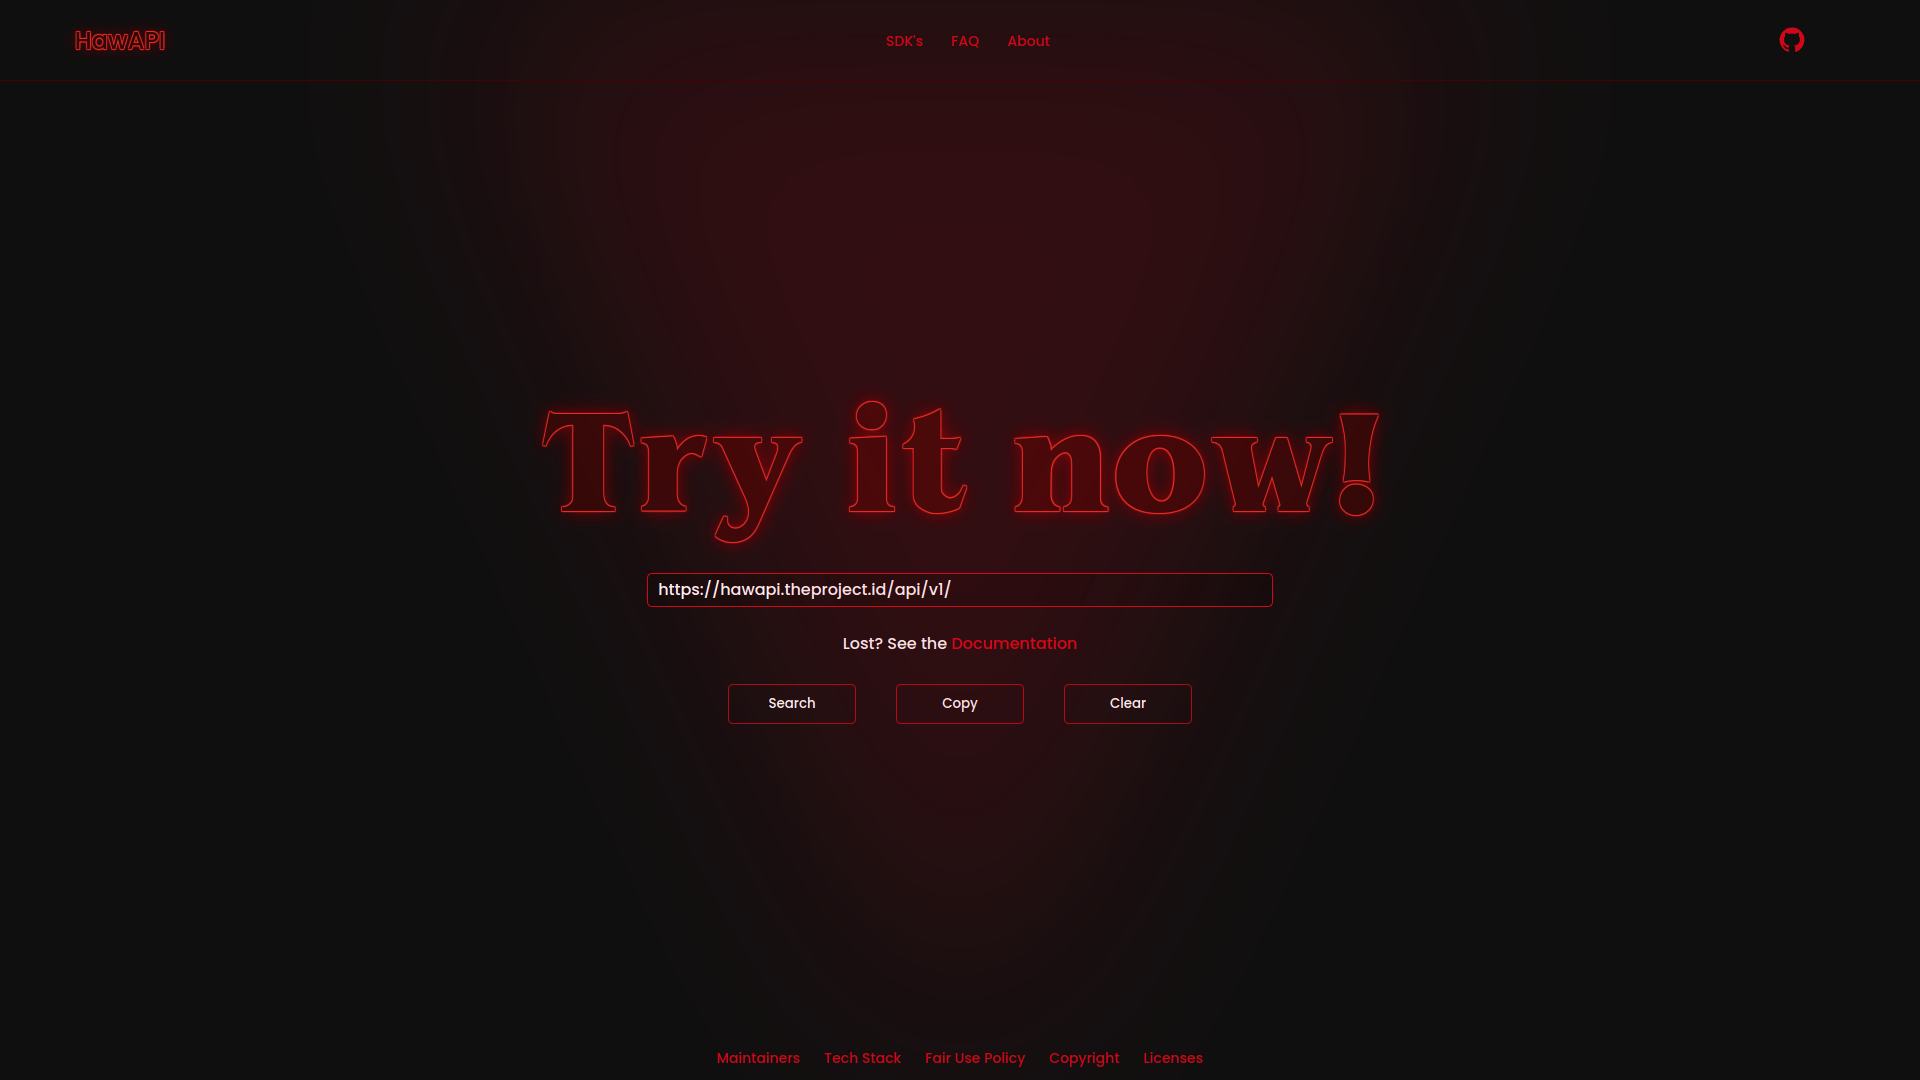 HawAPI
SDK's FAQ About
Try it now!
https://hawapi.theproject.id/api/v1/
Lost? See the Documentation
Search Copy Clear
Maintainers Tech Stack Fair Use Policy Copyright Licenses